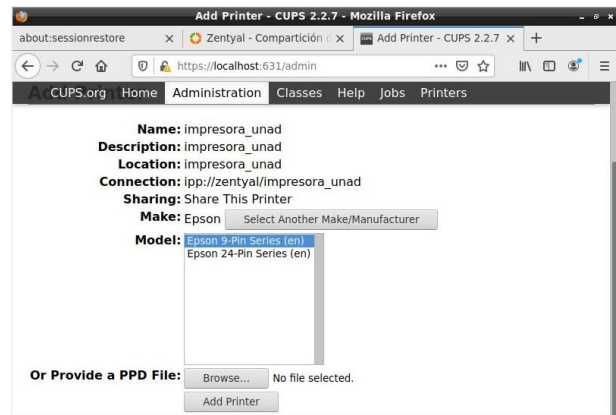 Add Printer - CUPS 2.2.7 - Mozilla Firefox
about:sessionrestore Zentyal - Compartición Add Printer - CUPS 2.2.7
https://localhost:631/admin
CUPS.org Home Administration Classes Help Jobs Printers
Name: impresora_unad
Description: impresora_unad
Location: impresora_unad
Connection: ipp://zentyal/impresora_unad
Sharing: Share This Printer
Make: Epson Select Another Make/Manufacturer
Model: Epson 9-Pin Series (en)
Epson 24-Pin Series (en)
Or Provide a PPD File: Browse... No file selected.
Add Printer